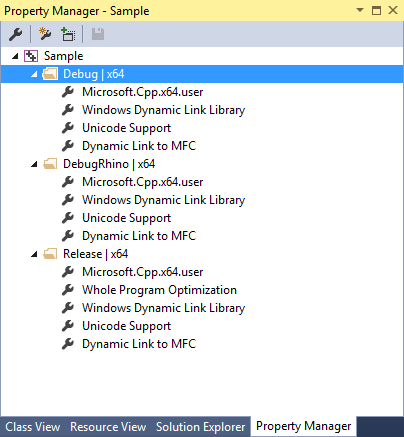 Property Manager - Sample
Sample
Debug | x64
Microsoft.Cpp.x64.user
Windows Dynamic Link Library
Unicode Support
Dynamic Link to MFC
DebugRhino | x64
Microsoft.Cpp.x64.user
Windows Dynamic Link Library
Unicode Support
Dynamic Link to MFC
Release | x64
Microsoft.Cpp.x64.user
Whole Program Optimization
Windows Dynamic Link Library
Unicode Support
Dynamic Link to MFC
Class View Resource View Solution Explorer Property Manager